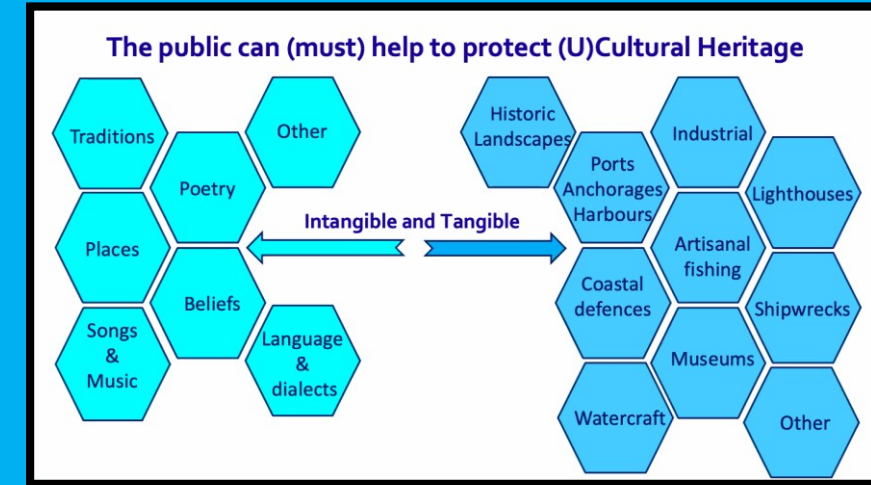 The public can (must) help to protect (U)Cultural Heritage
Traditions
Poetry
Other
Places
Beliefs
Songs
&
Music
Language
&
dialects
Intangible and Tangible
Historic
Landscapes
Ports
Anchorages
Harbours
Industrial
Lighthouses
Artisanal
fishing
Coastal
defences
Shipwrecks
Museums
Watercraft
Other